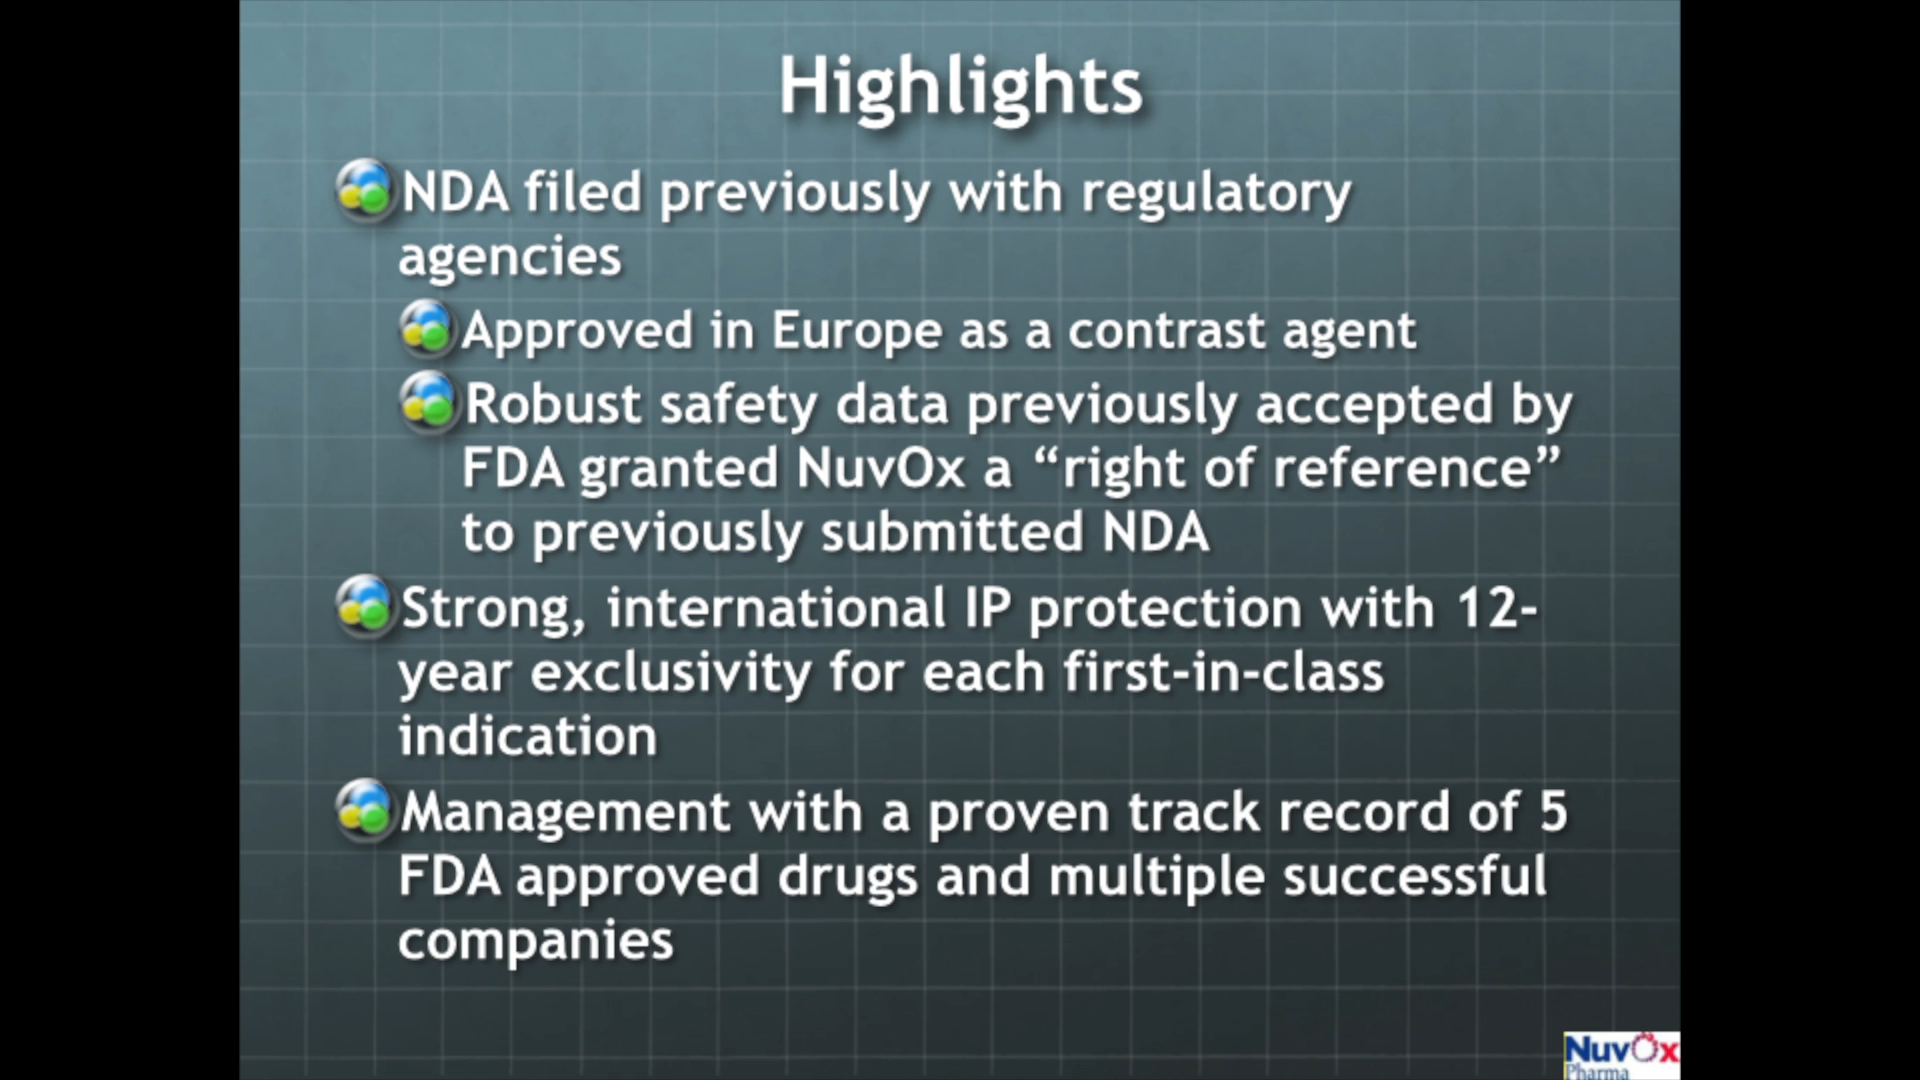 Highlights
NDA filed previously with regulatory
agencies
Approved in Europe as a contrast agent
Robust safety data previously accepted by
FDA granted NuvOx a “right of reference”
to previously submitted NDA
Strong, international IP protection with 12-
year exclusivity for each first-in-class
indication
Management with a proven track record of 5
FDA approved drugs and multiple successful
companies
NuvOx
Pharma